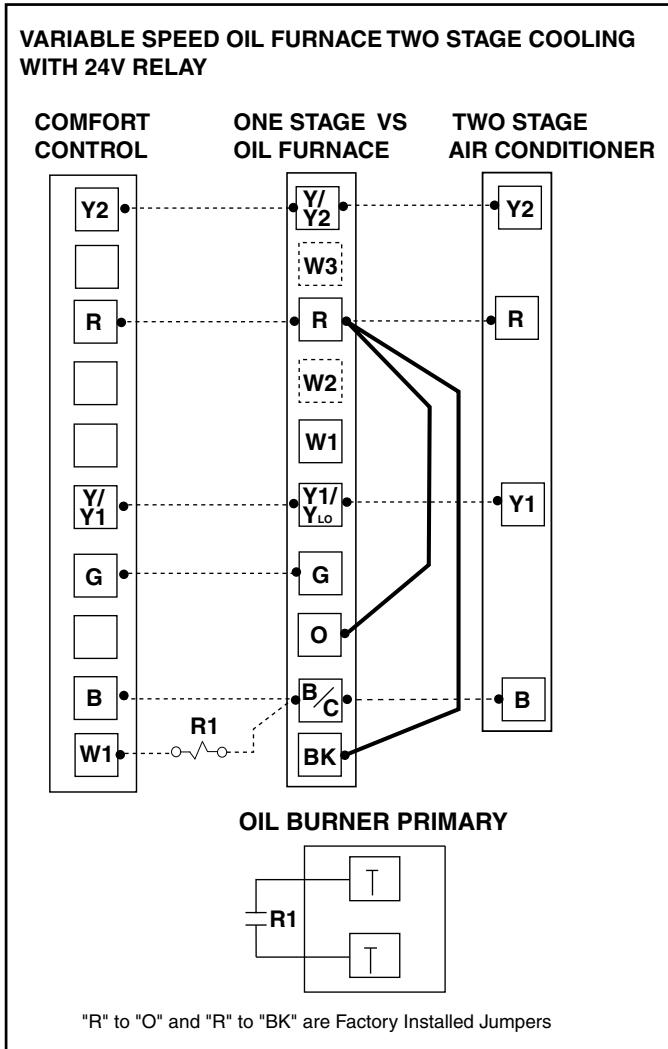 VARIABLE SPEED OIL FURNACE TWO STAGE COOLING
WITH 24V RELAY
COMFORT
CONTROL
ONE STAGE VS
OIL FURNACE
TWO STAGE
AIR CONDITIONER
Y2
Y/
Y2
Y2
W3
R
R
R
W2
W1
Y/
Y1
Y1/
YLO
Y1
G
G
O
B
B/C
B
R1
W1
BK
OIL BURNER PRIMARY
T
R1
T
"R" to "O" and "R" to "BK" are Factory Installed Jumpers